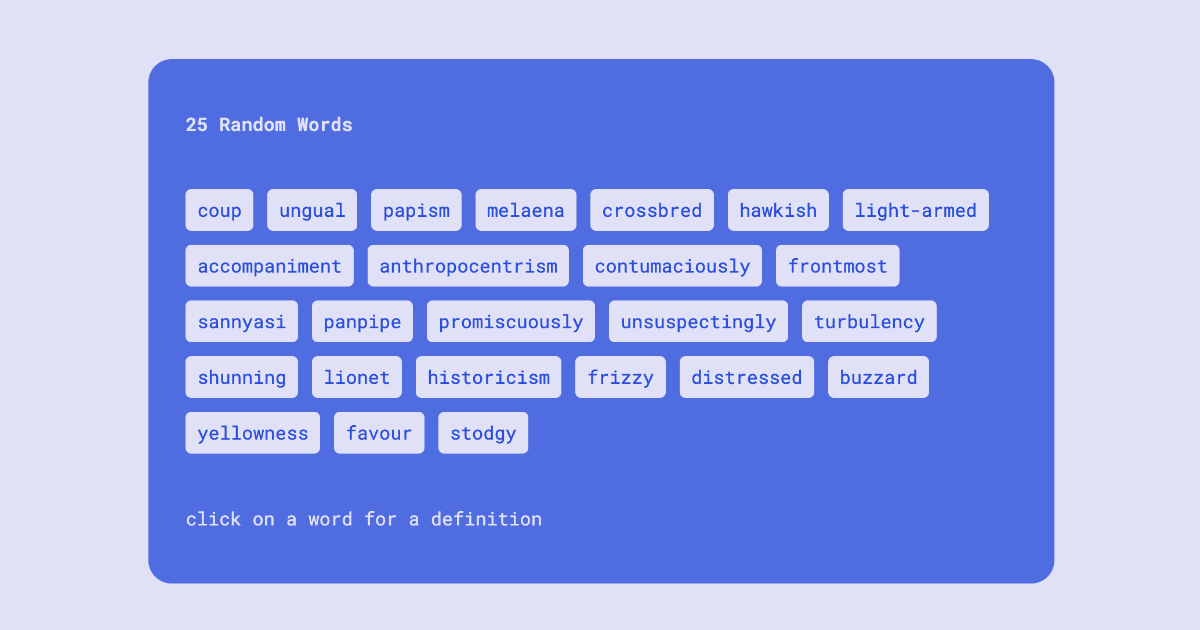 25 Random Words
coup ungual papism melaena crossbred hawkish light-armed
accompaniment anthropocentrism contumaciously frontmost
sannyasi panpipe promiscuously unsuspectingly turbulency
shunning lionet historicism frizzy distressed buzzard
yellowness favour stodgy
click on a word for a definition